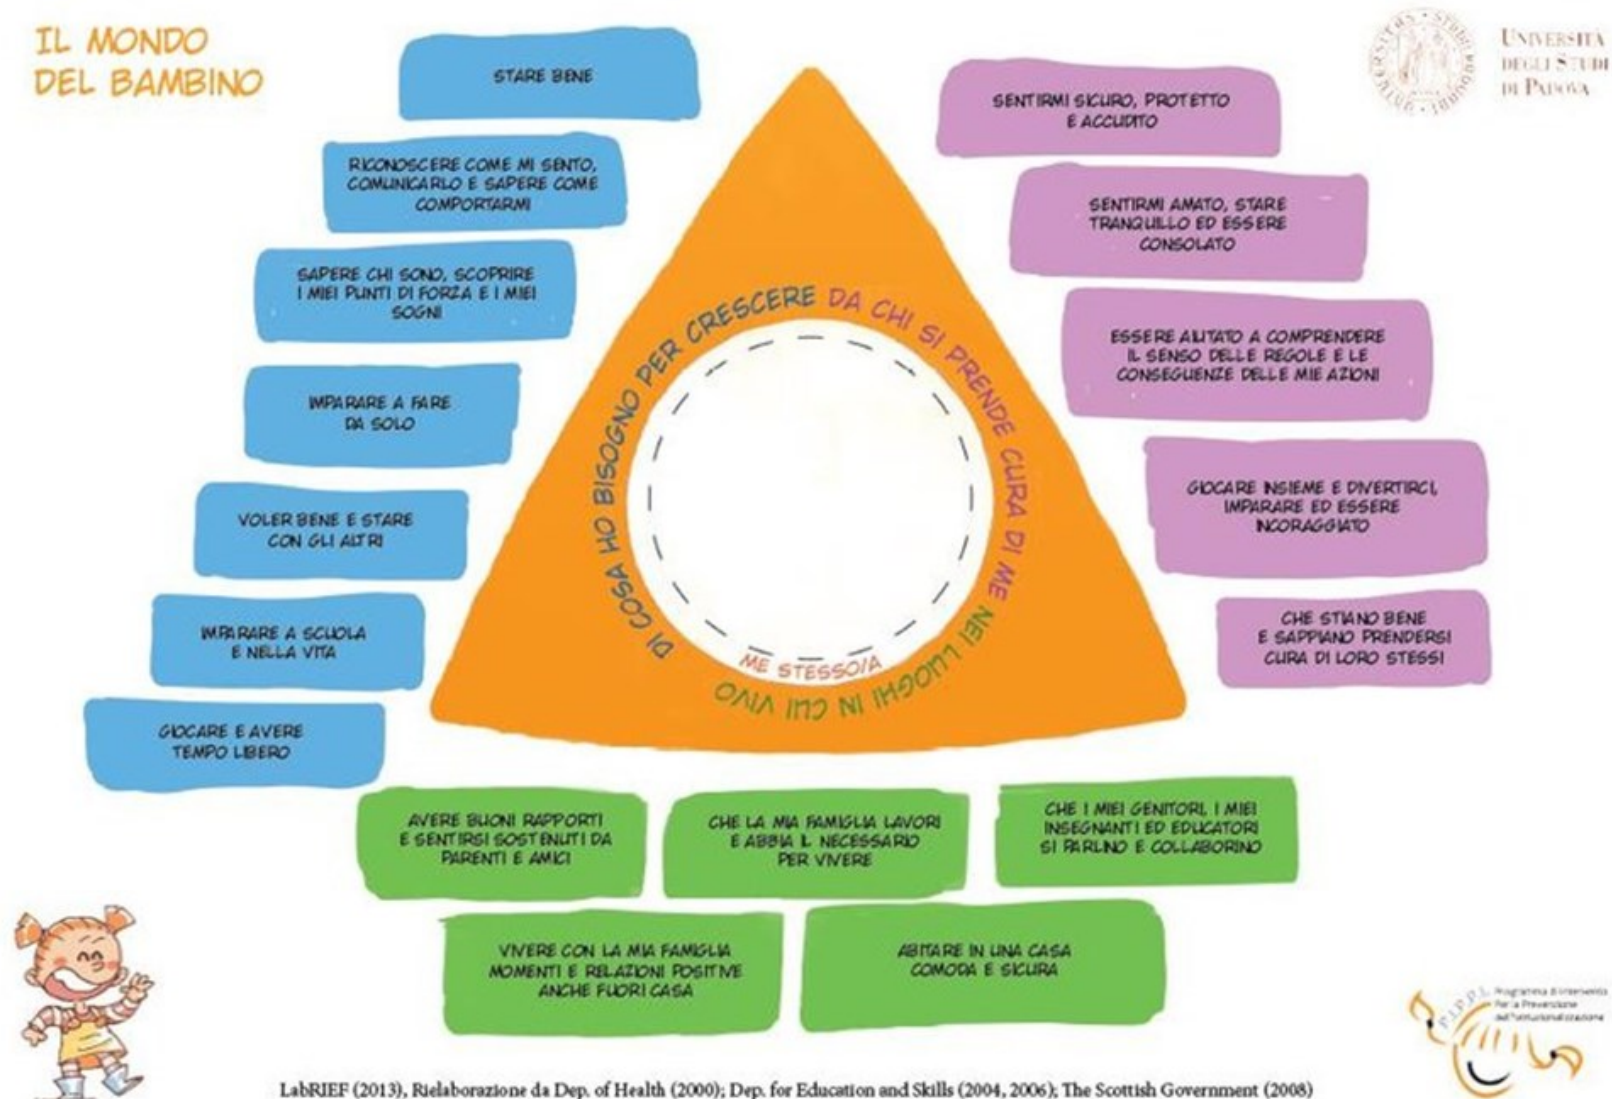 IL MONDO
DEL BAMBINO
UNIVERSITÀ
DEGLI STUDI
DI PADOVA
STARE BENE
RICONOSCERE COME MI SENTO,
COMUNICARLO E SAPERE COME
COMPORTARMI
SAPERE CHI SONO, SCOPRIRE
I MIEI PUNTI DI FORZA E I MIEI
SOGNI
IMPARARE A FARE
DA SOLO
VOLER BENE E STARE
CON GLI ALTRI
IMPARARE A SCUOLA
E NELLA VITA
GIOCARE E AVERE
TEMPO LIBERO
DI COSA HO BISOGNO PER CRESCERE
DA CHI SI PRENDE CURA DI ME
NEI LUOGHI IN CUI VIVO
ME STESSO/A
SENTIRMI SICURO, PROTETTO
E ACCUDITO
SENTIRMI AMATO, STARE
TRANQUILLO ED ESSERE
CONSOLATO
ESSERE AIUTATO A COMPRENDERE
IL SENSO DELLE REGOLE E LE
CONSEGUENZE DELLE MIE AZIONI
GIOCARE INSIEME E DIVERTIRCI,
IMPARARE ED ESSERE
INCORAGGIATO
CHE STIANO BENE
E SAPPIANO PRENDERSI
CURA DI LORO STESSI
AVERE BUONI RAPPORTI
E SENTIRSI SOSTENUTI DA
PARENTI E AMICI
CHE LA MIA FAMIGLIA LAVORI
E ABBIA IL NECESSARIO
PER VIVERE
CHE I MIEI GENITORI, I MIEI
INSEGNANTI ED EDUCATORI
SI PARLINO E COLLABORINO
VIVERE CON LA MIA FAMIGLIA
MOMENTI E RELAZIONI POSITIVE
ANCHE FUORI CASA
ABITARE IN UNA CASA
COMODA E SICURA
P.I.P.P.I.
Programma di Intervento
Per la Prevenzione
dell'Istituzionalizzazione
LabRIEF (2013), Rielaborazione da Dep. of Health (2000); Dep. for Education and Skills (2004, 2006); The Scottish Government (2008)